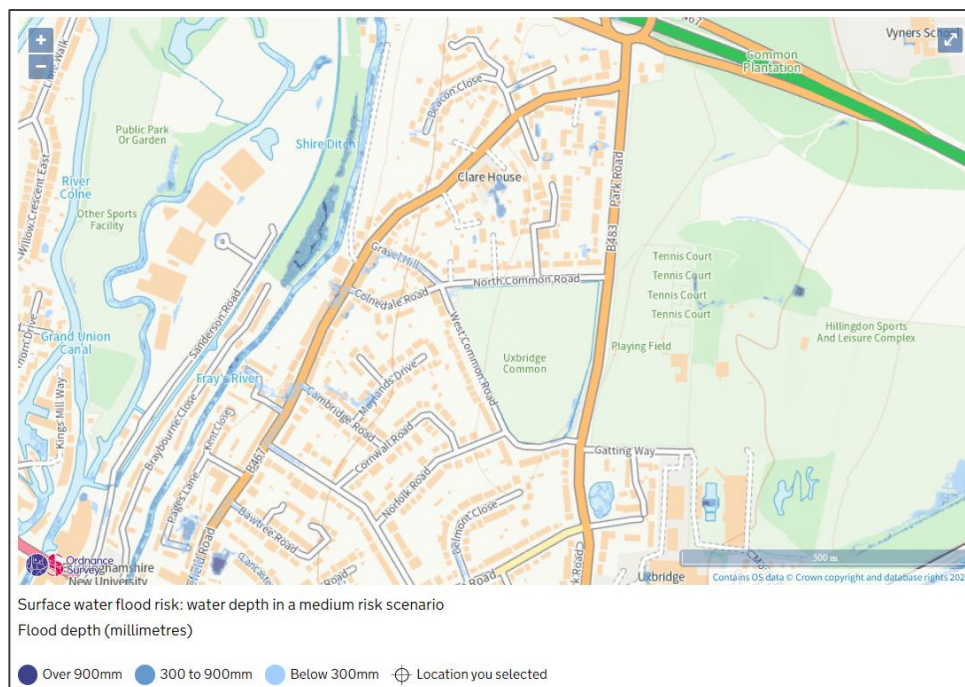 A467
Vyners School
Common
Plantation
Beacon Close
Public Park
Or Garden
Shire Ditch
River
Colne
Willow Crescent East
Clare House
Park Road
B483
Other Sports
Facility
Gravel Hill
North Common Road
Colnedale Road
Tennis Court
Tennis Court
Tennis Court
Tennis Court
Sanderson Road
West Common Road
Hillingdon Sports
And Leisure Complex
Grand Union
Canal
Uxbridge
Common
Playing Field
Fray's River
Kings Mill Way
Braybourne Close
Kent Close
Cambridge Road
Neylands Drive
Cornwall Road
Gatting Way
B467
Pages Lane
Norfolk Road
Bawtree Road
Belmont Close
500 m
Ordnance
Survey
Buckinghamshire
New University
Uxbridge
Contains OS data © Crown copyright and database rights 202
Surface water flood risk: water depth in a medium risk scenario
Flood depth (millimetres)
Over 900mm
300 to 900mm
Below 300mm
Location you selected